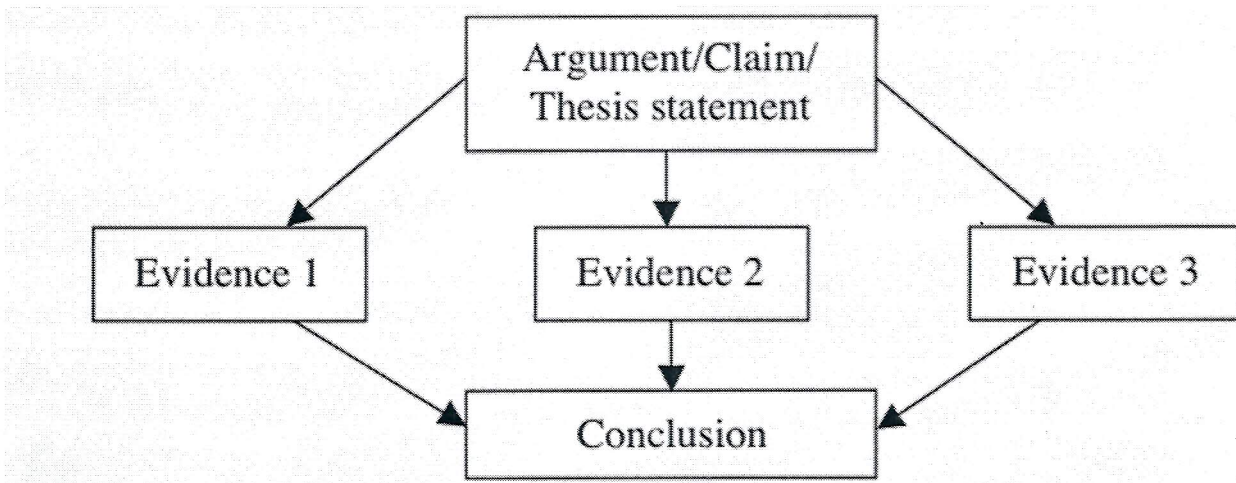 Argument/Claim/
Thesis statement
Evidence 1
Evidence 2
Evidence 3
Conclusion